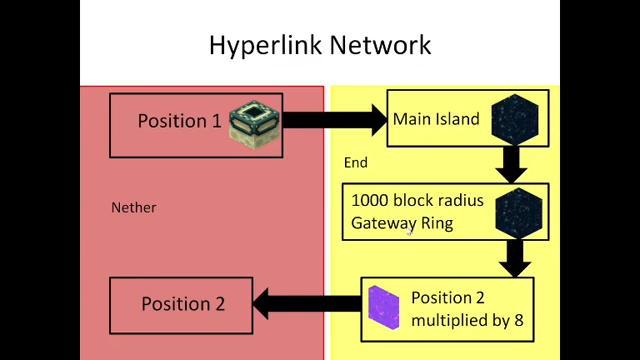 Hyperlink Network
Position 1
Main Island
End
1000 block radius
Gateway Ring
Nether
Position 2
Position 2
multiplied by 8